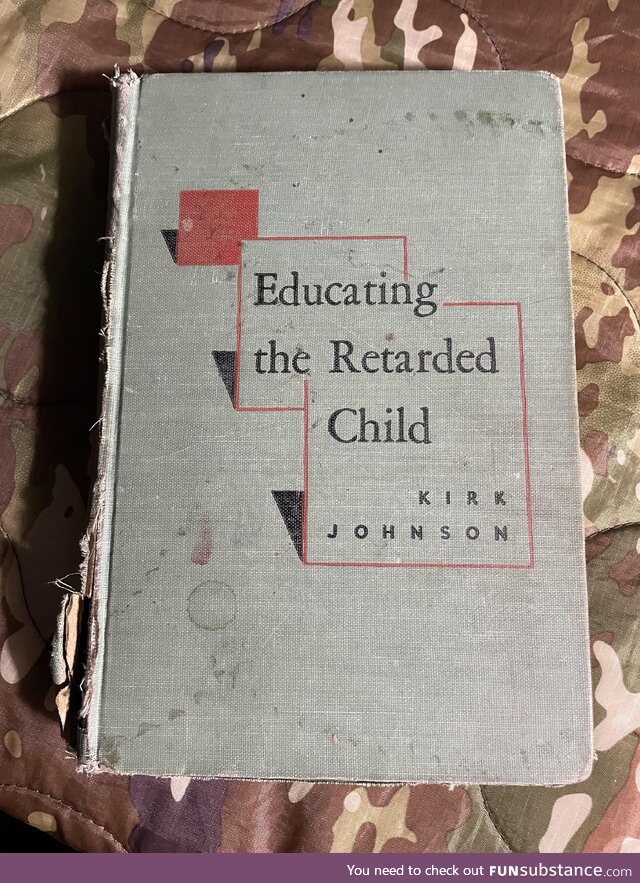 Educating
the Retarded
Child
KIRK
JOHNSON
You need to check out FUNsubstance.com